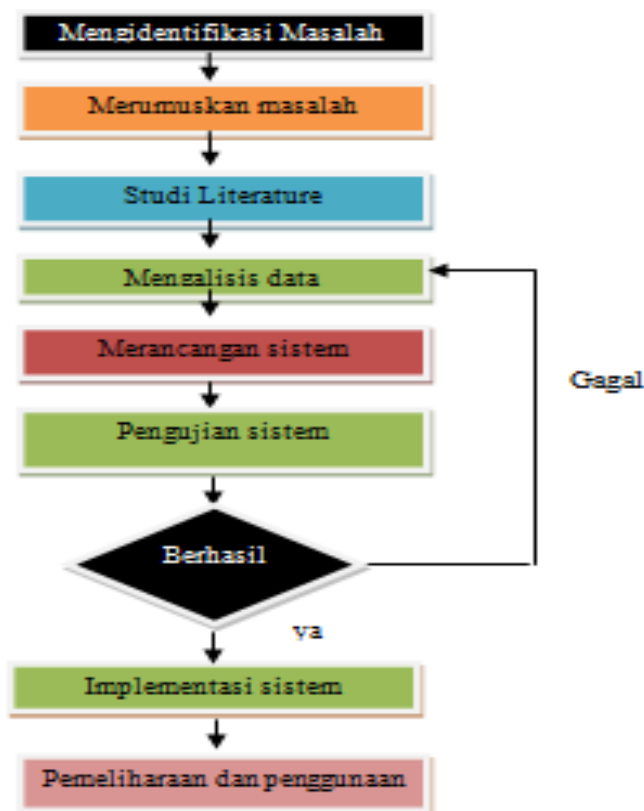 Mengidentifikasi Masalah
Merumuskan masalah
Studi Literature
Mengalisis data
Merancangan sistem
Gagal
Pengujian sistem
Berhasil
ya
Implementasi sistem
Pemeliharaan dan penggunaan